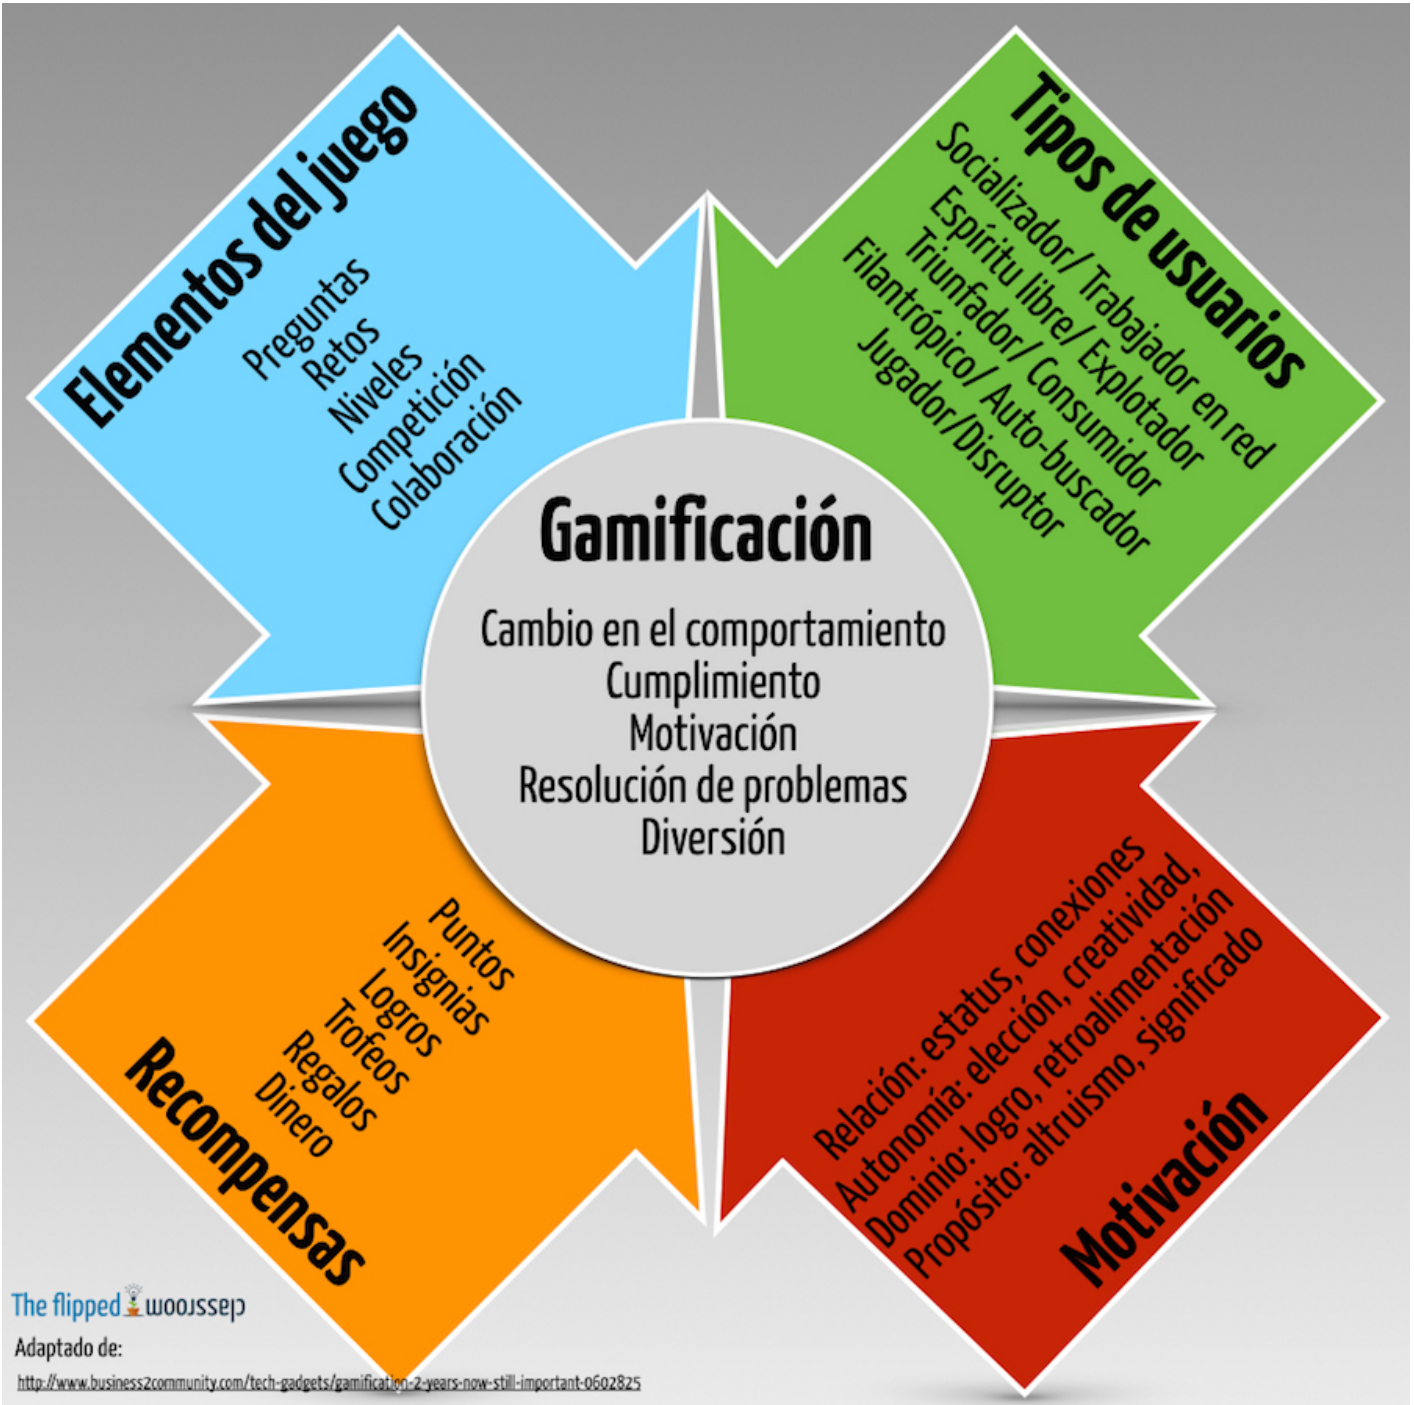 Elementos del juego
Preguntas
Retos
Niveles
Competición
Colaboración
Tipos de usuarios
Socializador/ Trabajador en red
Espíritu libre/ Explotador
Triunfador/ Consumidor
Filantrópico/ Auto-buscador
Jugador/Disruptor
Gamificación
Cambio en el comportamiento
Cumplimiento
Motivación
Resolución de problemas
Diversión
Puntos
Insignias
Logros
Trofeos
Regalos
Dinero
Recompensas
Relación: estatus, conexiones
Autonomía: elección, creatividad,
Dominio: logro, retroalimentación
Propósito: altruismo, significado
Motivación
The flipped classroom
Adaptado de:
http://www.business2community.com/tech-gadgets/gamification-2-years-now-still-important-0602825